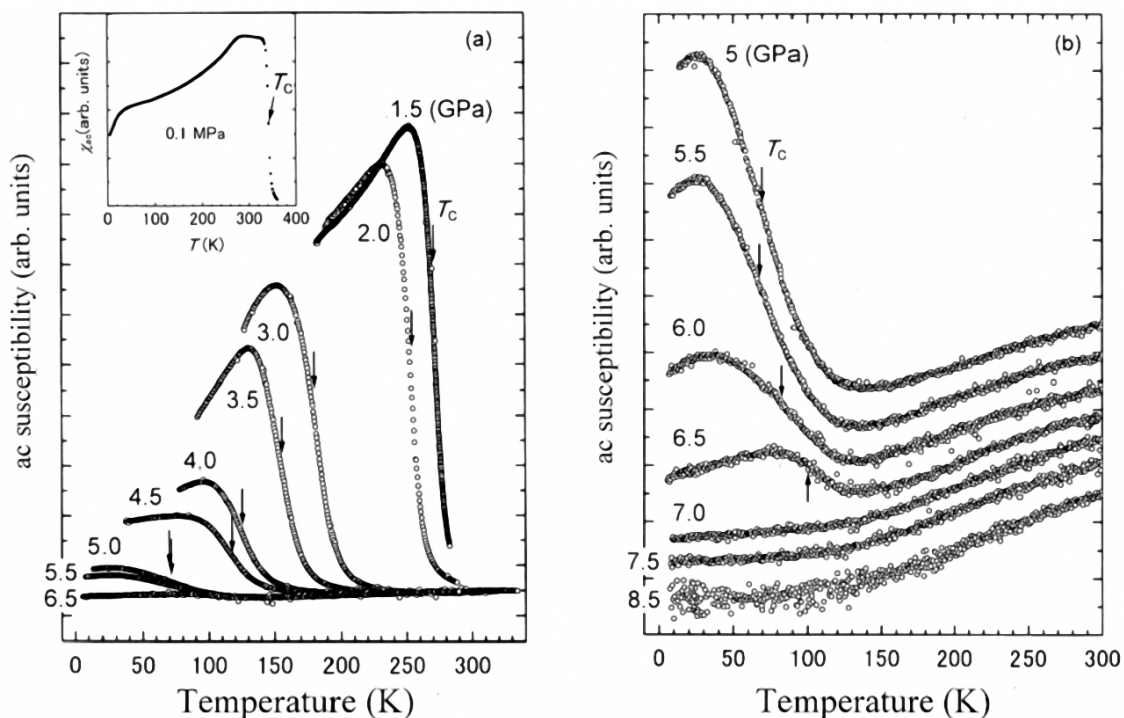 (a)
χac(arb. units)
TC
0.1 MPa
0 100 200 300 400
T(K)
1.5 (GPa)
2.0
TC
3.0
3.5
4.0
4.5
5.0
5.5
6.5
ac susceptibility (arb. units)
0 50 100 150 200 250 300
Temperature (K)
(b)
5 (GPa)
5.5
TC
6.0
6.5
7.0
7.5
8.5
ac susceptibility (arb. units)
0 50 100 150 200 250 300
Temperature (K)